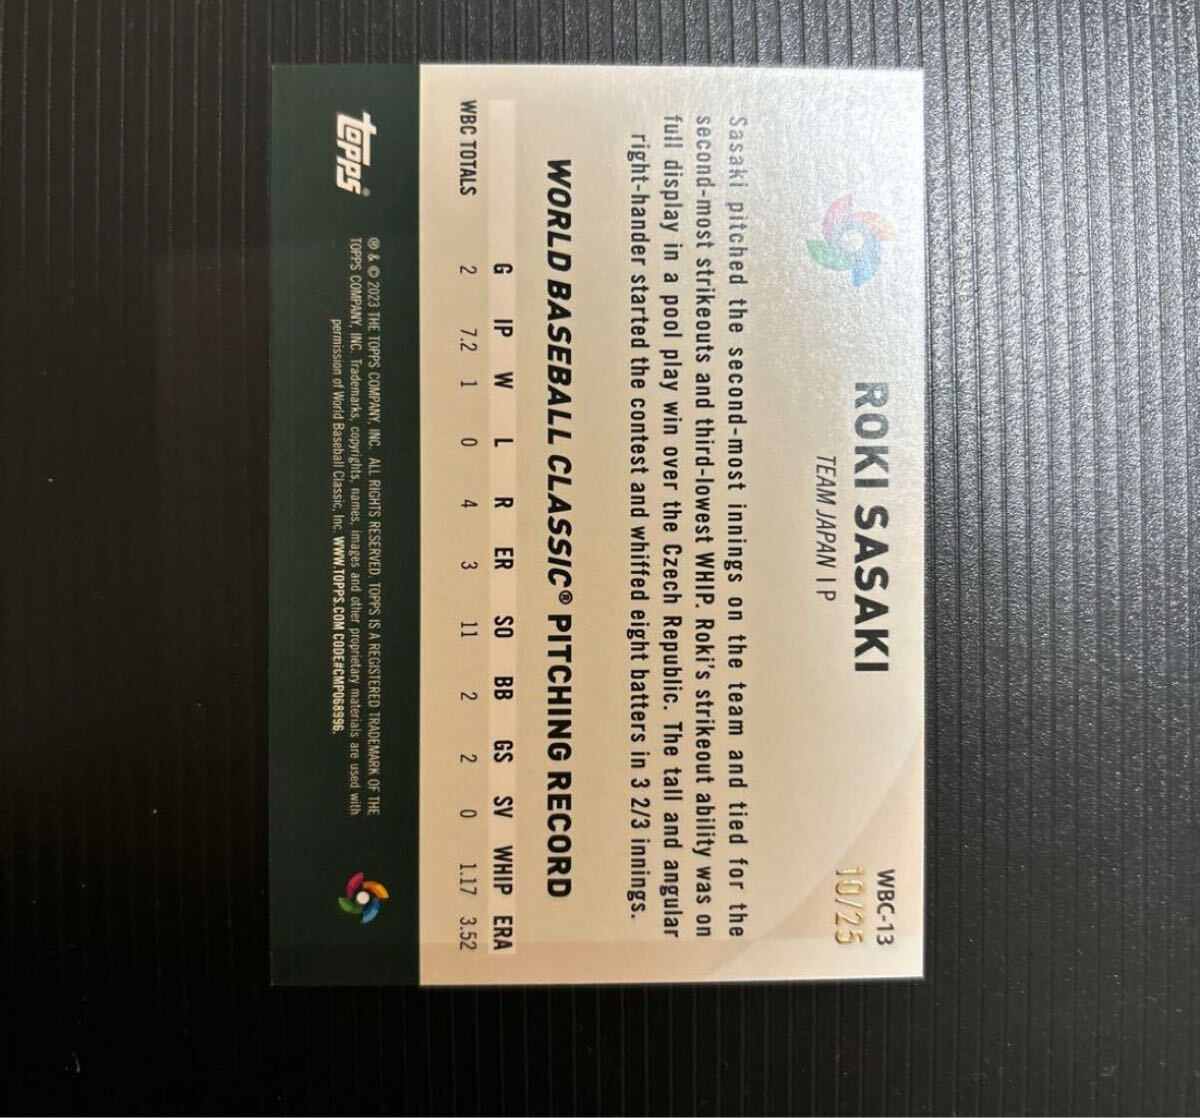 WBC-13
10/25
ROKI SASAKI
TEAM JAPAN I P
Sasaki pitched the second-most innings on the team and tied for the
second-most strikeouts and third-lowest WHIP. Roki's strikeout ability was on
full display in a pool play win over the Czech Republic. The tall and angular
right-hander started the contest and whiffed eight batters in 3 2/3 innings.
WORLD BASEBALL CLASSIC® PITCHING RECORD
G IP W L R ER SO BB GS SV WHIP ERA
WBC TOTALS 2 7.2 1 0 4 3 11 2 2 0 1.17 3.52
topps®
® & © 2023 THE TOPPS COMPANY, INC. ALL RIGHTS RESERVED. TOPPS IS A REGISTERED TRADEMARK OF THE
TOPPS COMPANY, INC. Trademarks, copyrights, names, images and other proprietary materials are used with
permission of World Baseball Classic, Inc. WWW.TOPPS.COM CODE#CMP068996.